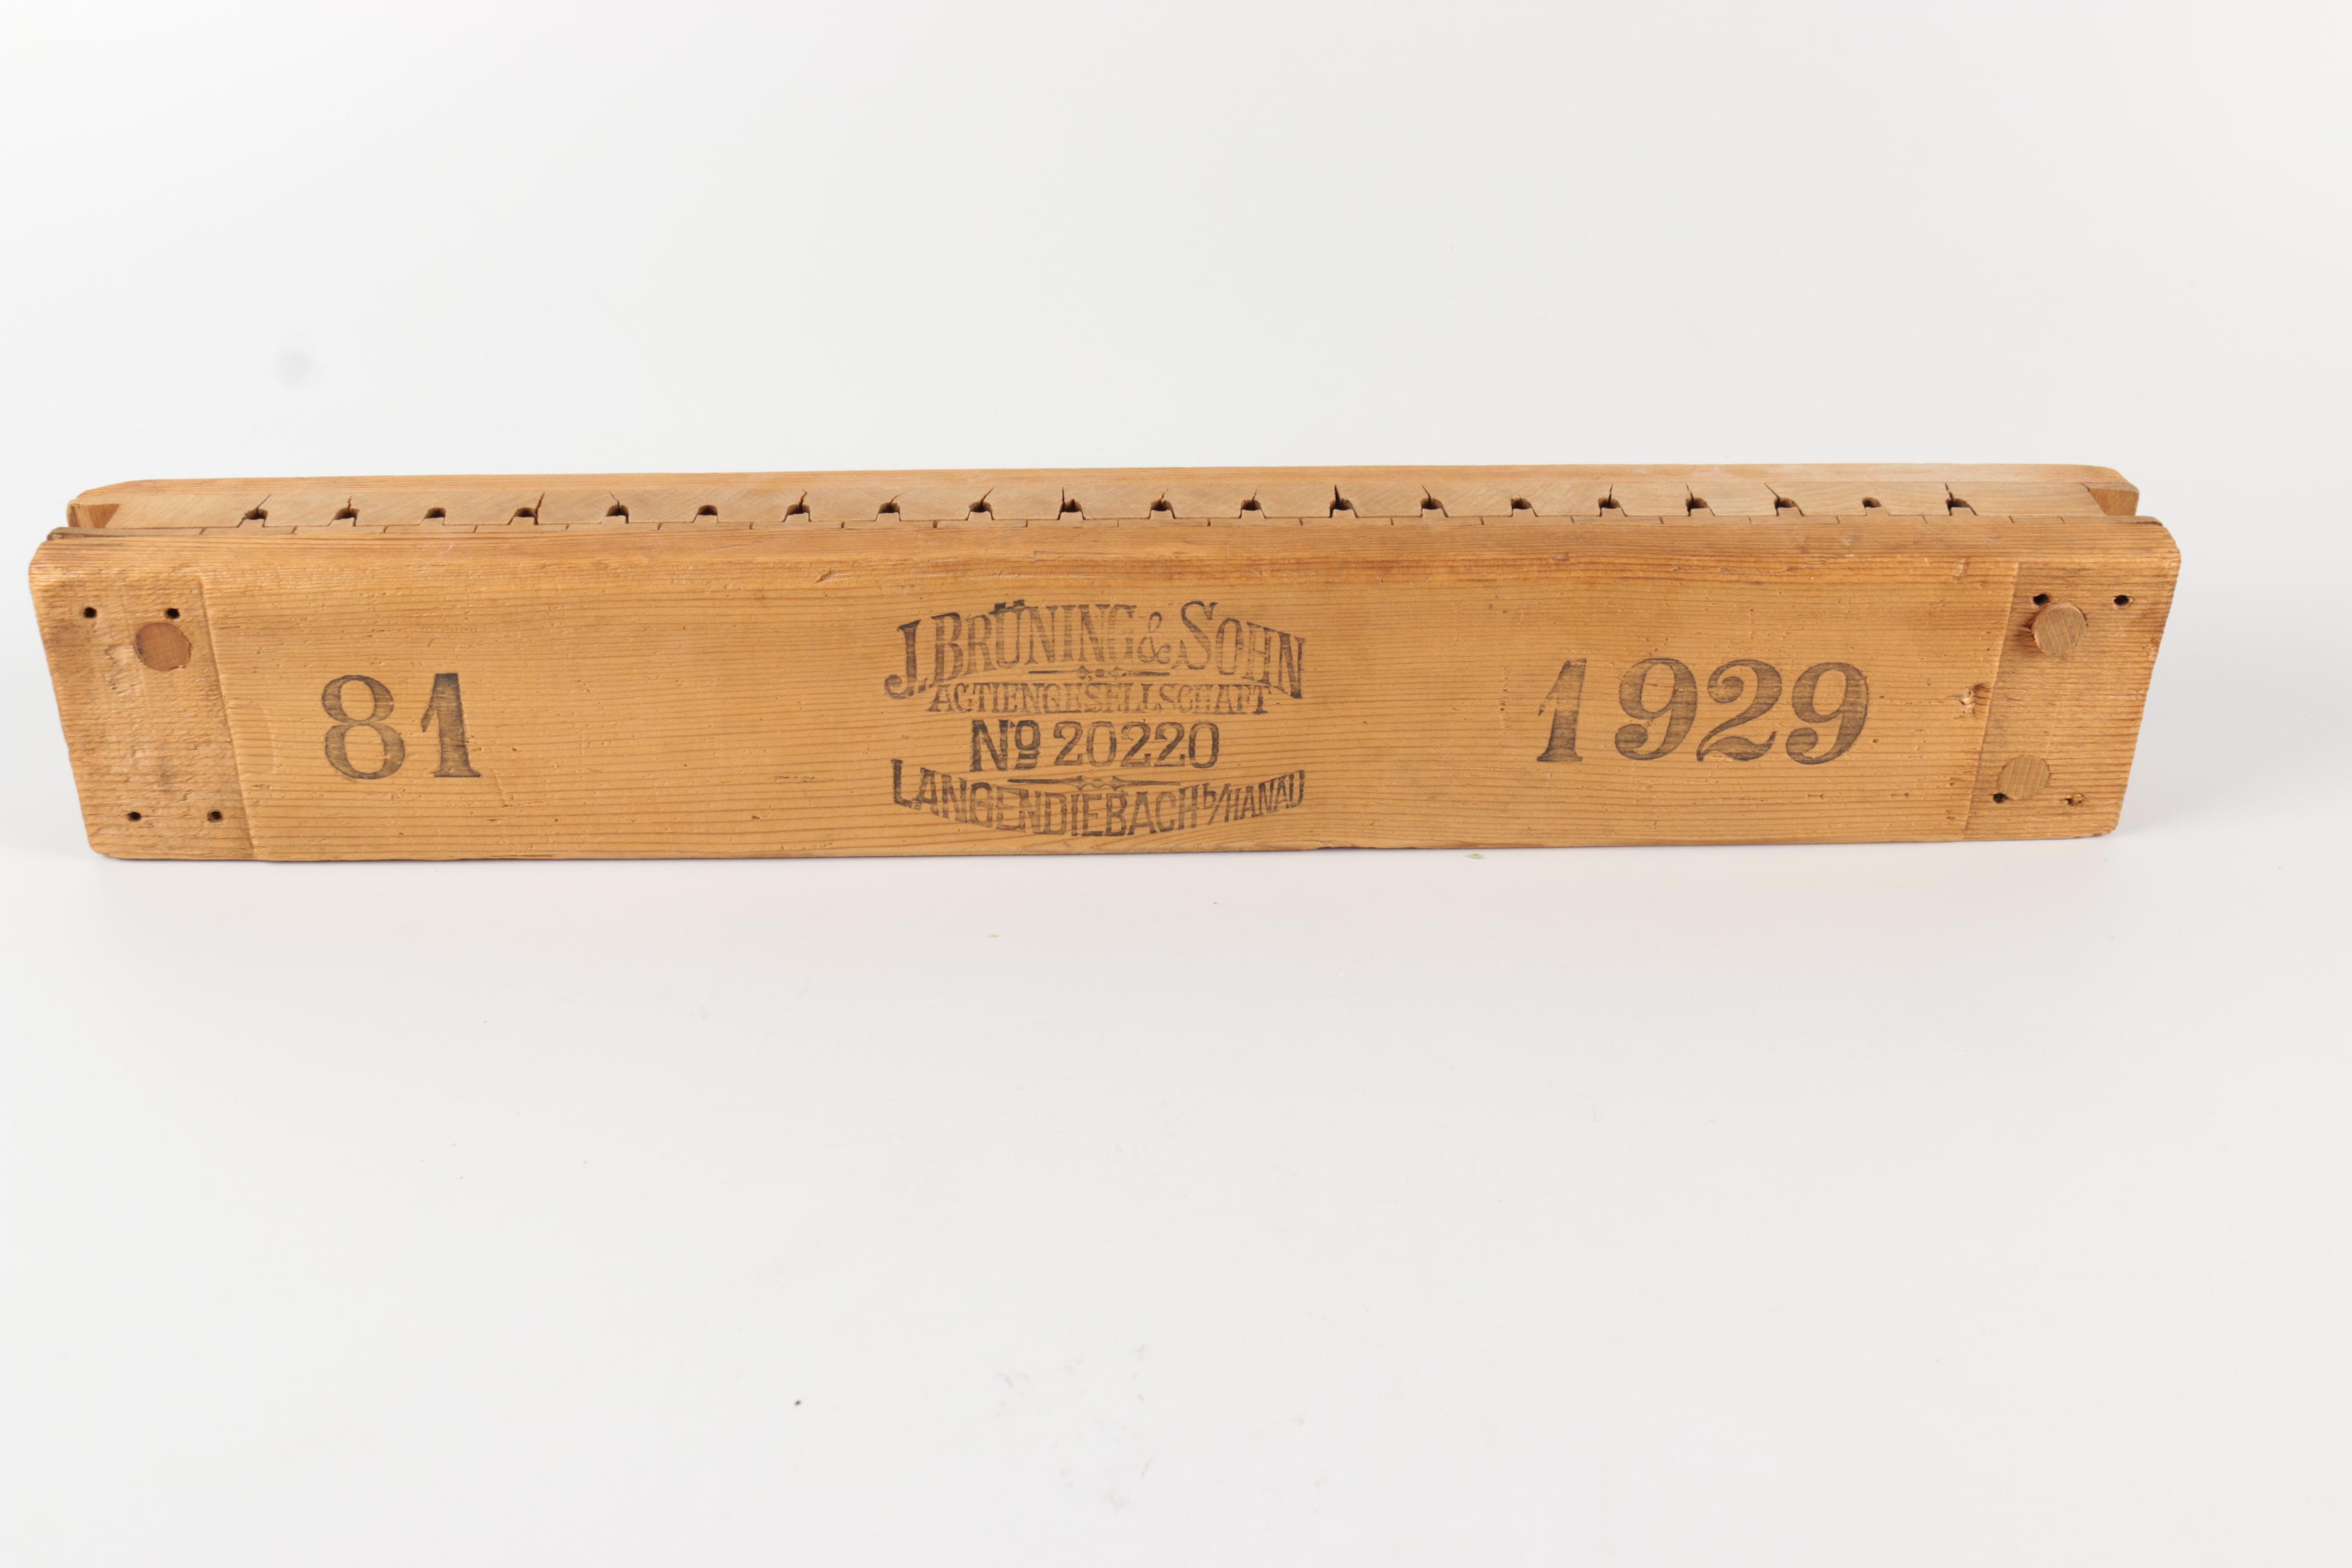 81
J. BRÜNING & SOHN
ACTIENGESELLSCHAFT
No 20220
LANGENDIEBACH b/HANAU
1929